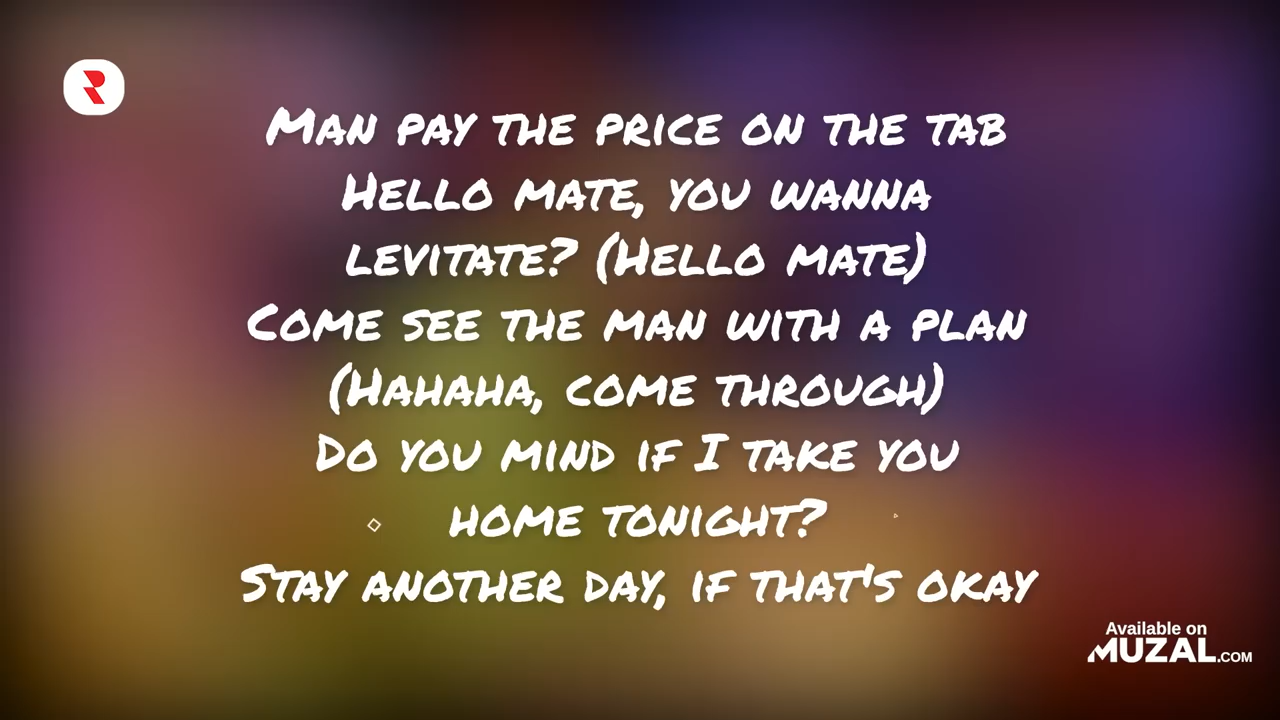 Man pay the price on the tab
Hello mate, you wanna
levitate? (Hello mate)
Come see the man with a plan
(Hahaha, come through)
Do you mind if I take you
home tonight?
Stay another day, if that's okay
Available on
MUZAL.COM